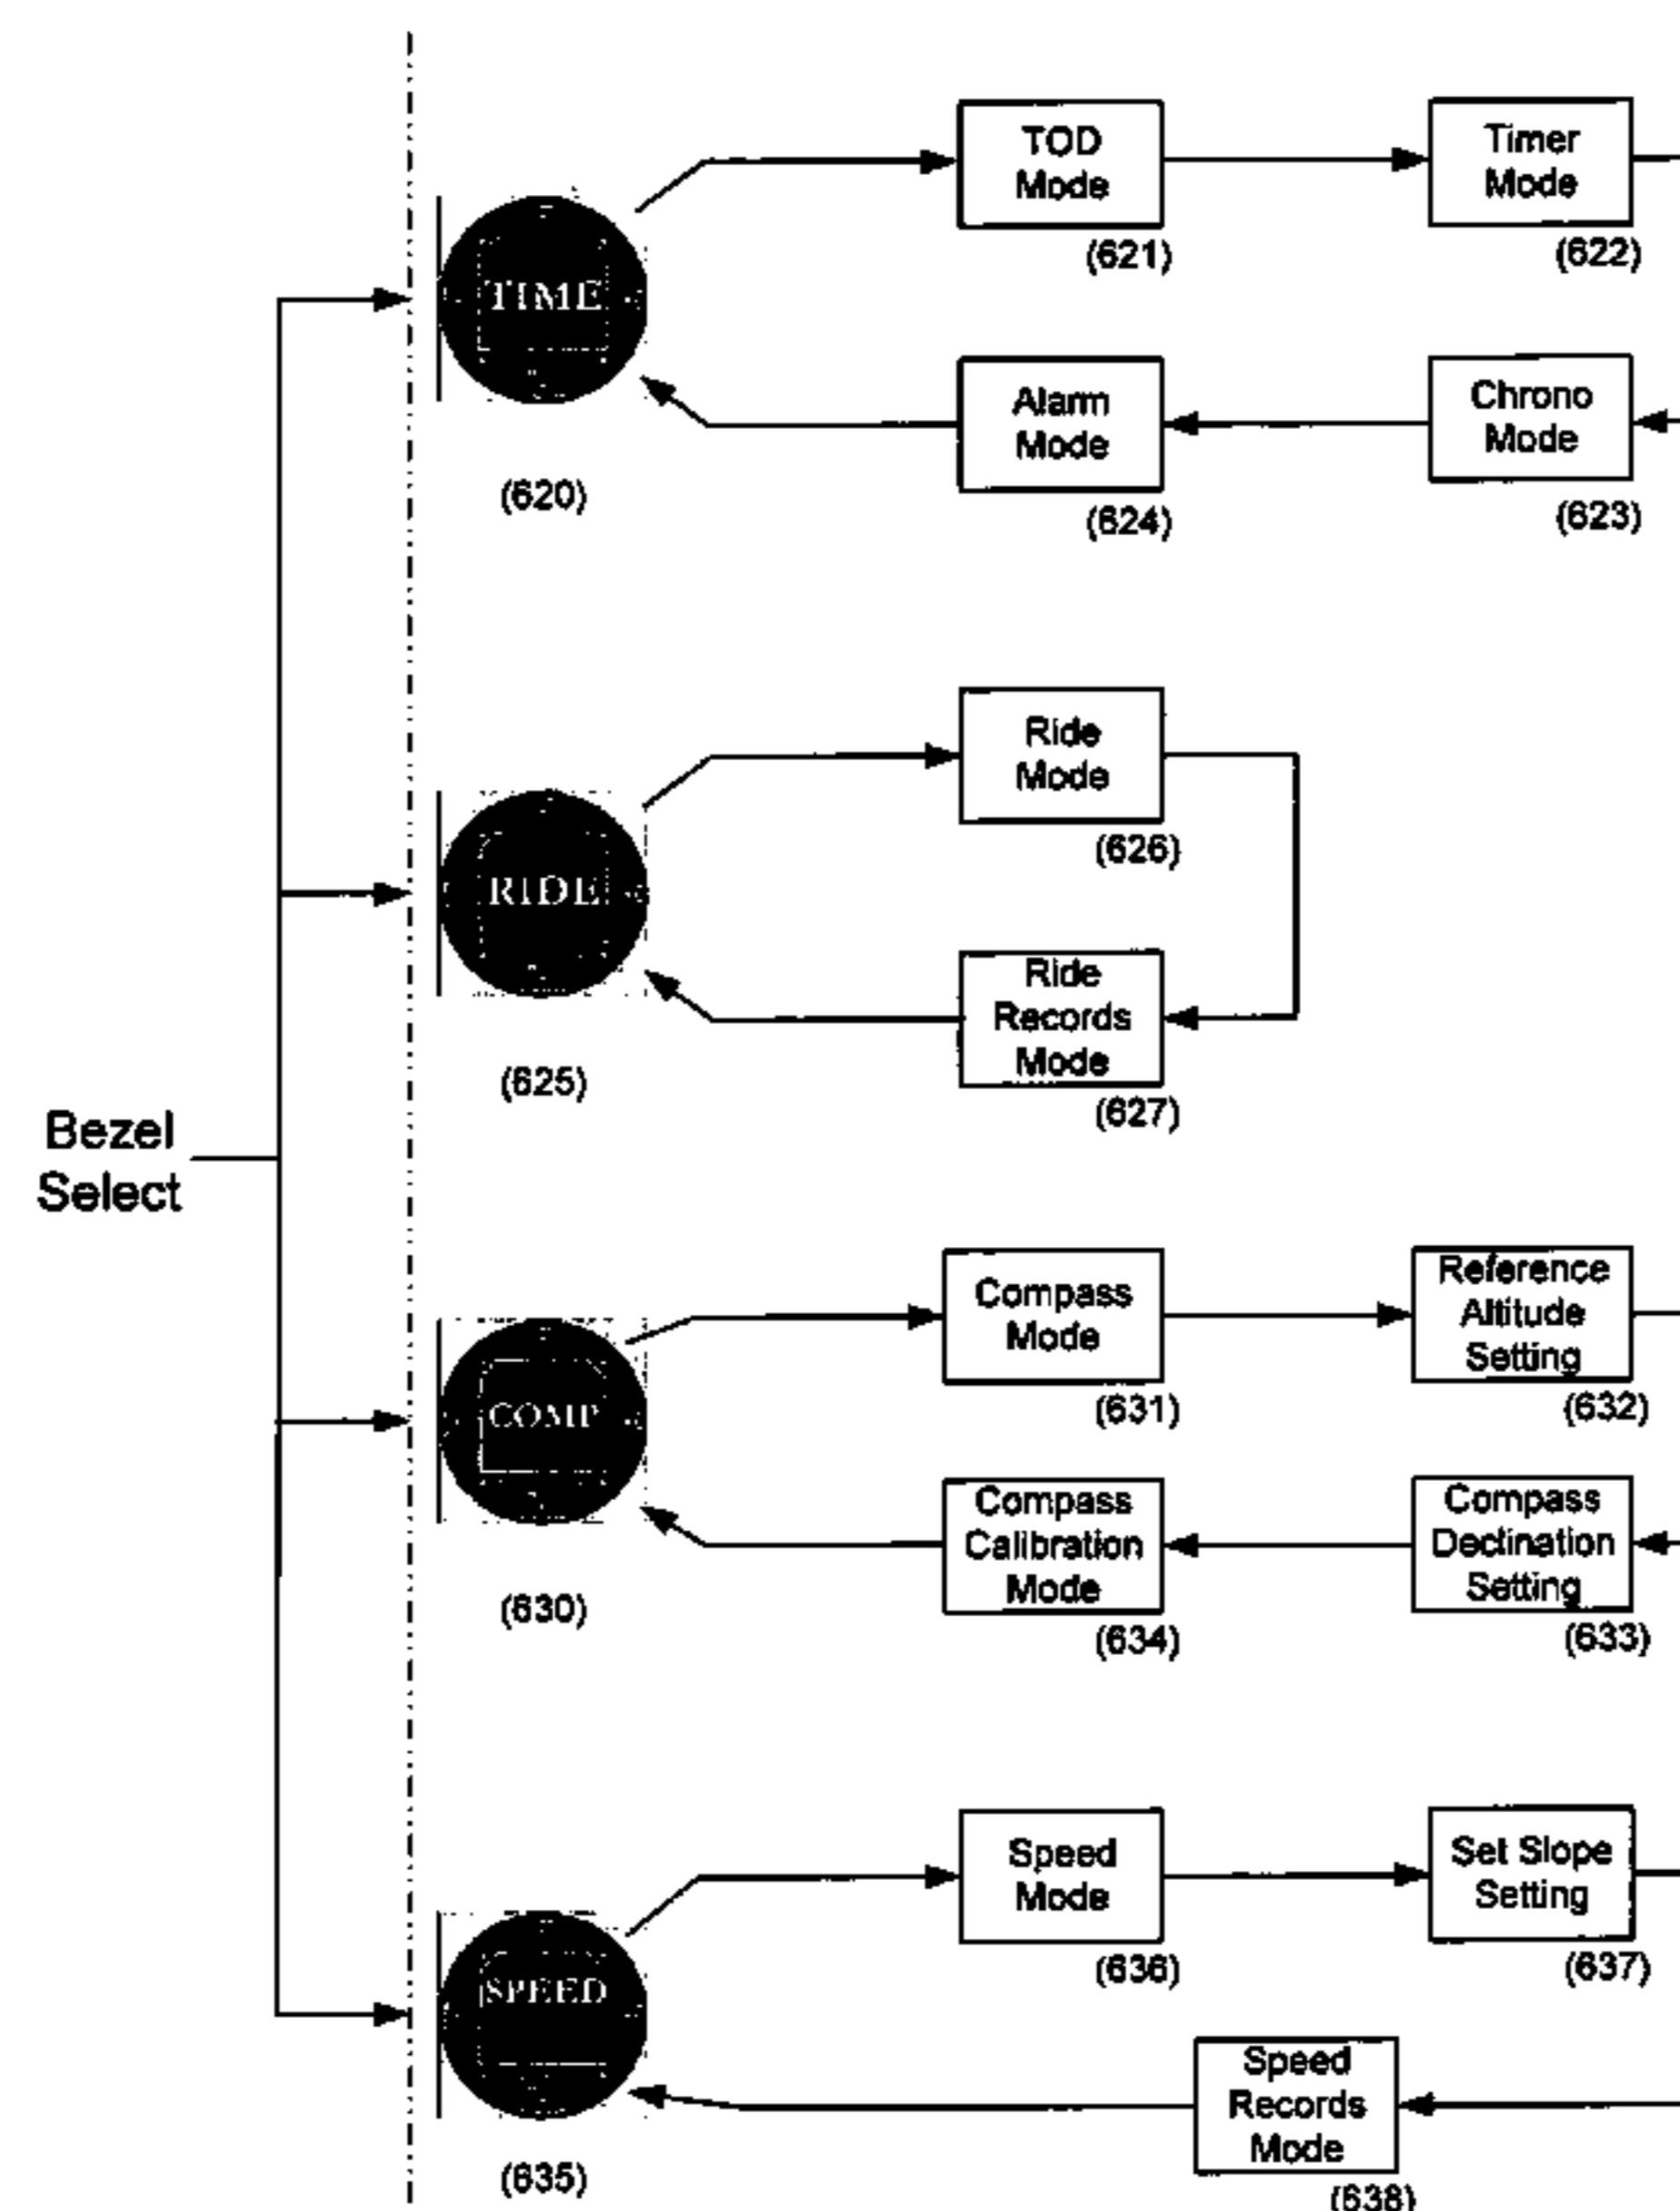 TOD
Mode
(621)
Timer
Mode
(622)
TIME
(620)
Alarm
Mode
(624)
Chrono
Mode
(623)
Ride
Mode
(626)
RIDE
(625)
Ride
Records
Mode
(627)
Bezel
Select
Compass
Mode
(631)
Reference
Altitude
Setting
(632)
COMP
(630)
Compass
Calibration
Mode
(634)
Compass
Declination
Setting
(633)
Speed
Mode
(636)
Set Slope
Setting
(637)
SPEED
(635)
Speed
Records
Mode
(638)